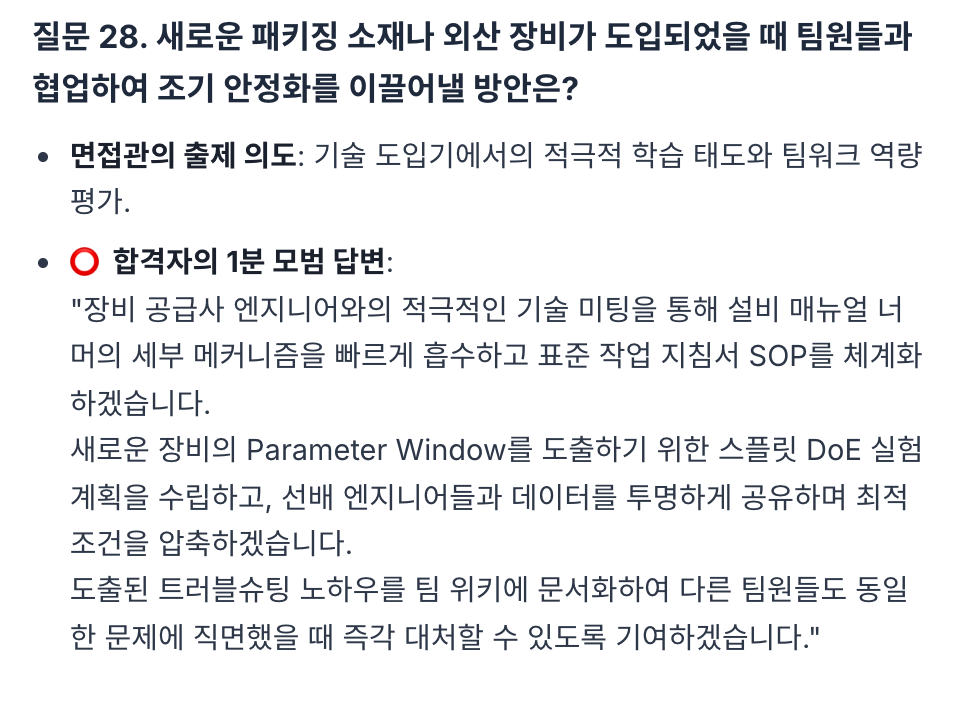 질문 28. 새로운 패키징 소재나 외산 장비가 도입되었을 때 팀원들과
협업하여 조기 안정화를 이끌어낼 방안은?
• 면접관의 출제 의도: 기술 도입기에서의 적극적 학습 태도와 팀워크 역량
평가.
• ⭕ 합격자의 1분 모범 답변:
"장비 공급사 엔지니어와의 적극적인 기술 미팅을 통해 설비 매뉴얼 너
머의 세부 메커니즘을 빠르게 흡수하고 표준 작업 지침서 SOP를 체계화
하겠습니다.
새로운 장비의 Parameter Window를 도출하기 위한 스플릿 DoE 실험
계획을 수립하고, 선배 엔지니어들과 데이터를 투명하게 공유하며 최적
조건을 압축하겠습니다.
도출된 트러블슈팅 노하우를 팀 위키에 문서화하여 다른 팀원들도 동일
한 문제에 직면했을 때 즉각 대처할 수 있도록 기여하겠습니다."